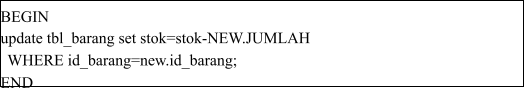 BEGIN
update tbl_barang set stok=stok-NEW.JUMLAH
WHERE id_barang=new.id_barang;
END